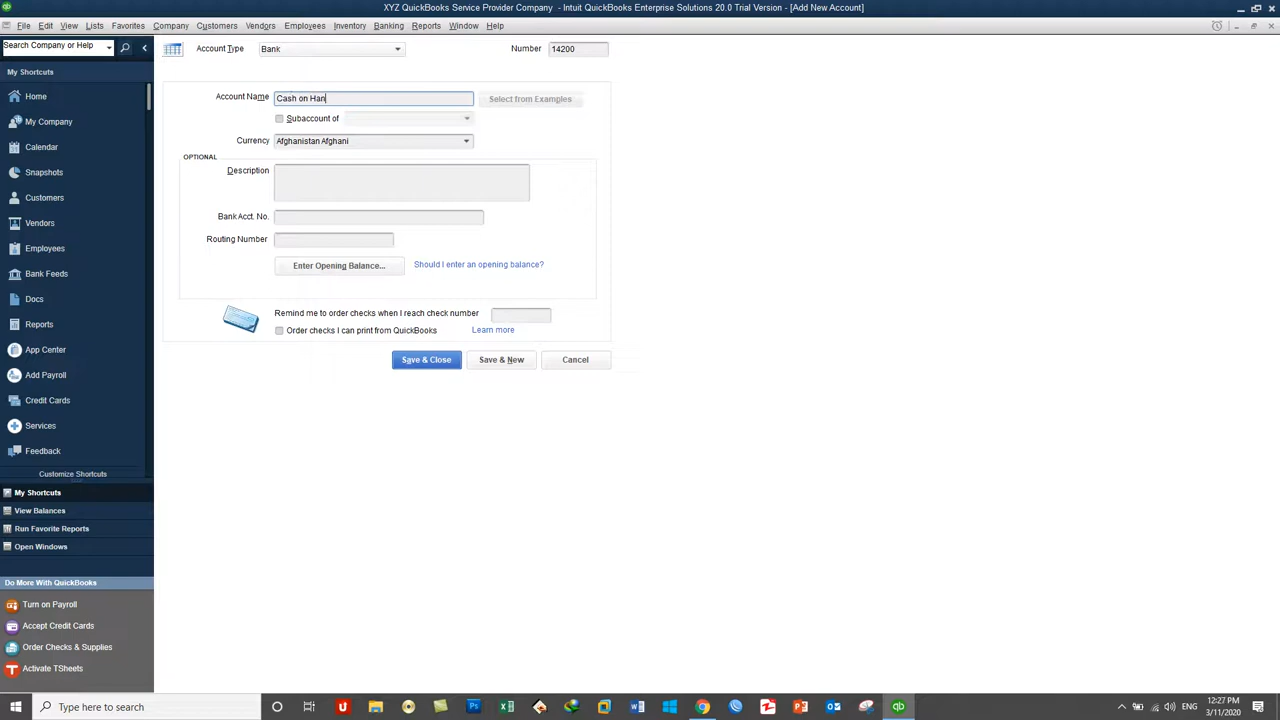 XYZ QuickBooks Service Provider Company - Intuit QuickBooks Enterprise Solutions 20.0 Trial Version - [Add New Account]
File Edit View Lists Favorites Company Customers Vendors Employees Inventory Banking Reports Window Help
Search Company or Help
Account Type Bank Number 14200
My Shortcuts
Home
My Company
Calendar
Snapshots
Customers
Vendors
Employees
Bank Feeds
Docs
Reports
App Center
Add Payroll
Credit Cards
Services
Feedback
Customize Shortcuts
My Shortcuts
View Balances
Run Favorite Reports
Open Windows
Do More With QuickBooks
Turn on Payroll
Accept Credit Cards
Order Checks & Supplies
Activate TSheets
Account Name Cash on Han Select from Examples
Subaccount of
Currency Afghanistan Afghani
OPTIONAL
Description
Bank Acct. No.
Routing Number
Enter Opening Balance... Should I enter an opening balance?
Remind me to order checks when I reach check number
Order checks I can print from QuickBooks Learn more
Save & Close Save & New Cancel
Type here to search
ENG
12:27 PM
3/11/2020